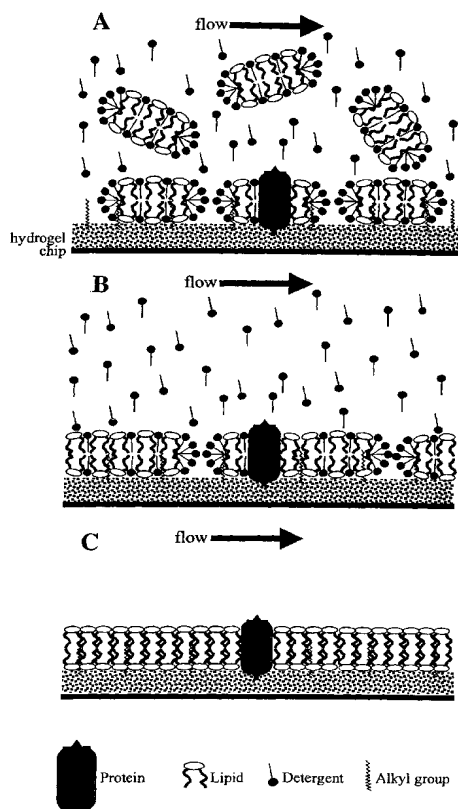 A
flow
hydrogel
chip
B
flow
C
flow
Protein
Lipid
Detergent
Alkyl group